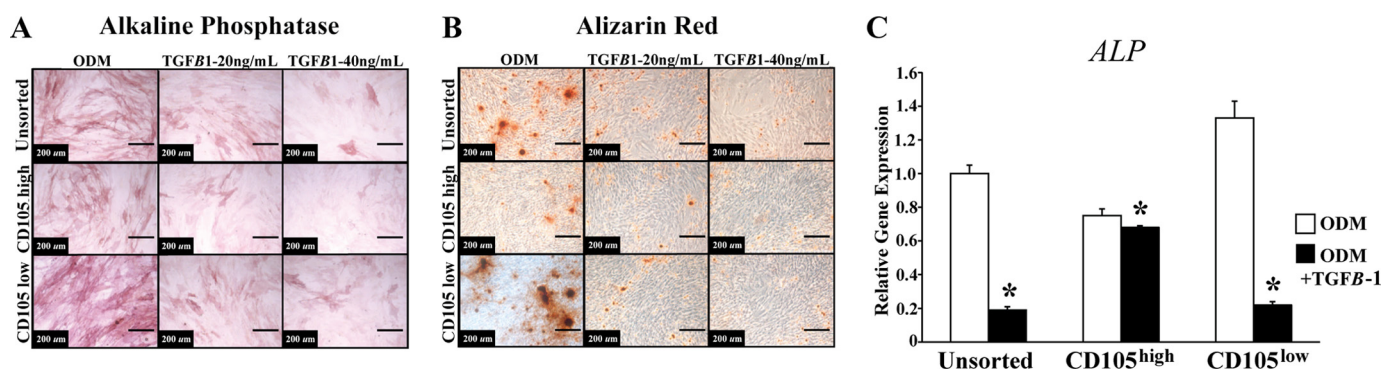 A Alkaline Phosphatase
ODM TGFB1-20ng/mL TGFB1-40ng/mL
Unsorted
200 um 200 um 200 um
CD105 high
200 um 200 um 200 um
CD105 low
200 um 200 um 200 um
B Alizarin Red
ODM TGFB1-20ng/mL TGFB1-40ng/mL
Unsorted
200 um 200 um 200 um
CD105 high
200 um 200 um 200 um
CD105 low
200 um 200 um 200 um
C
ALP
Relative Gene Expression
1.6
1.4
1.2
1.0
0.8
0.6
0.4
0.2
0
* * *
Unsorted CD105high CD105low
ODM
ODM
+TGFB-1